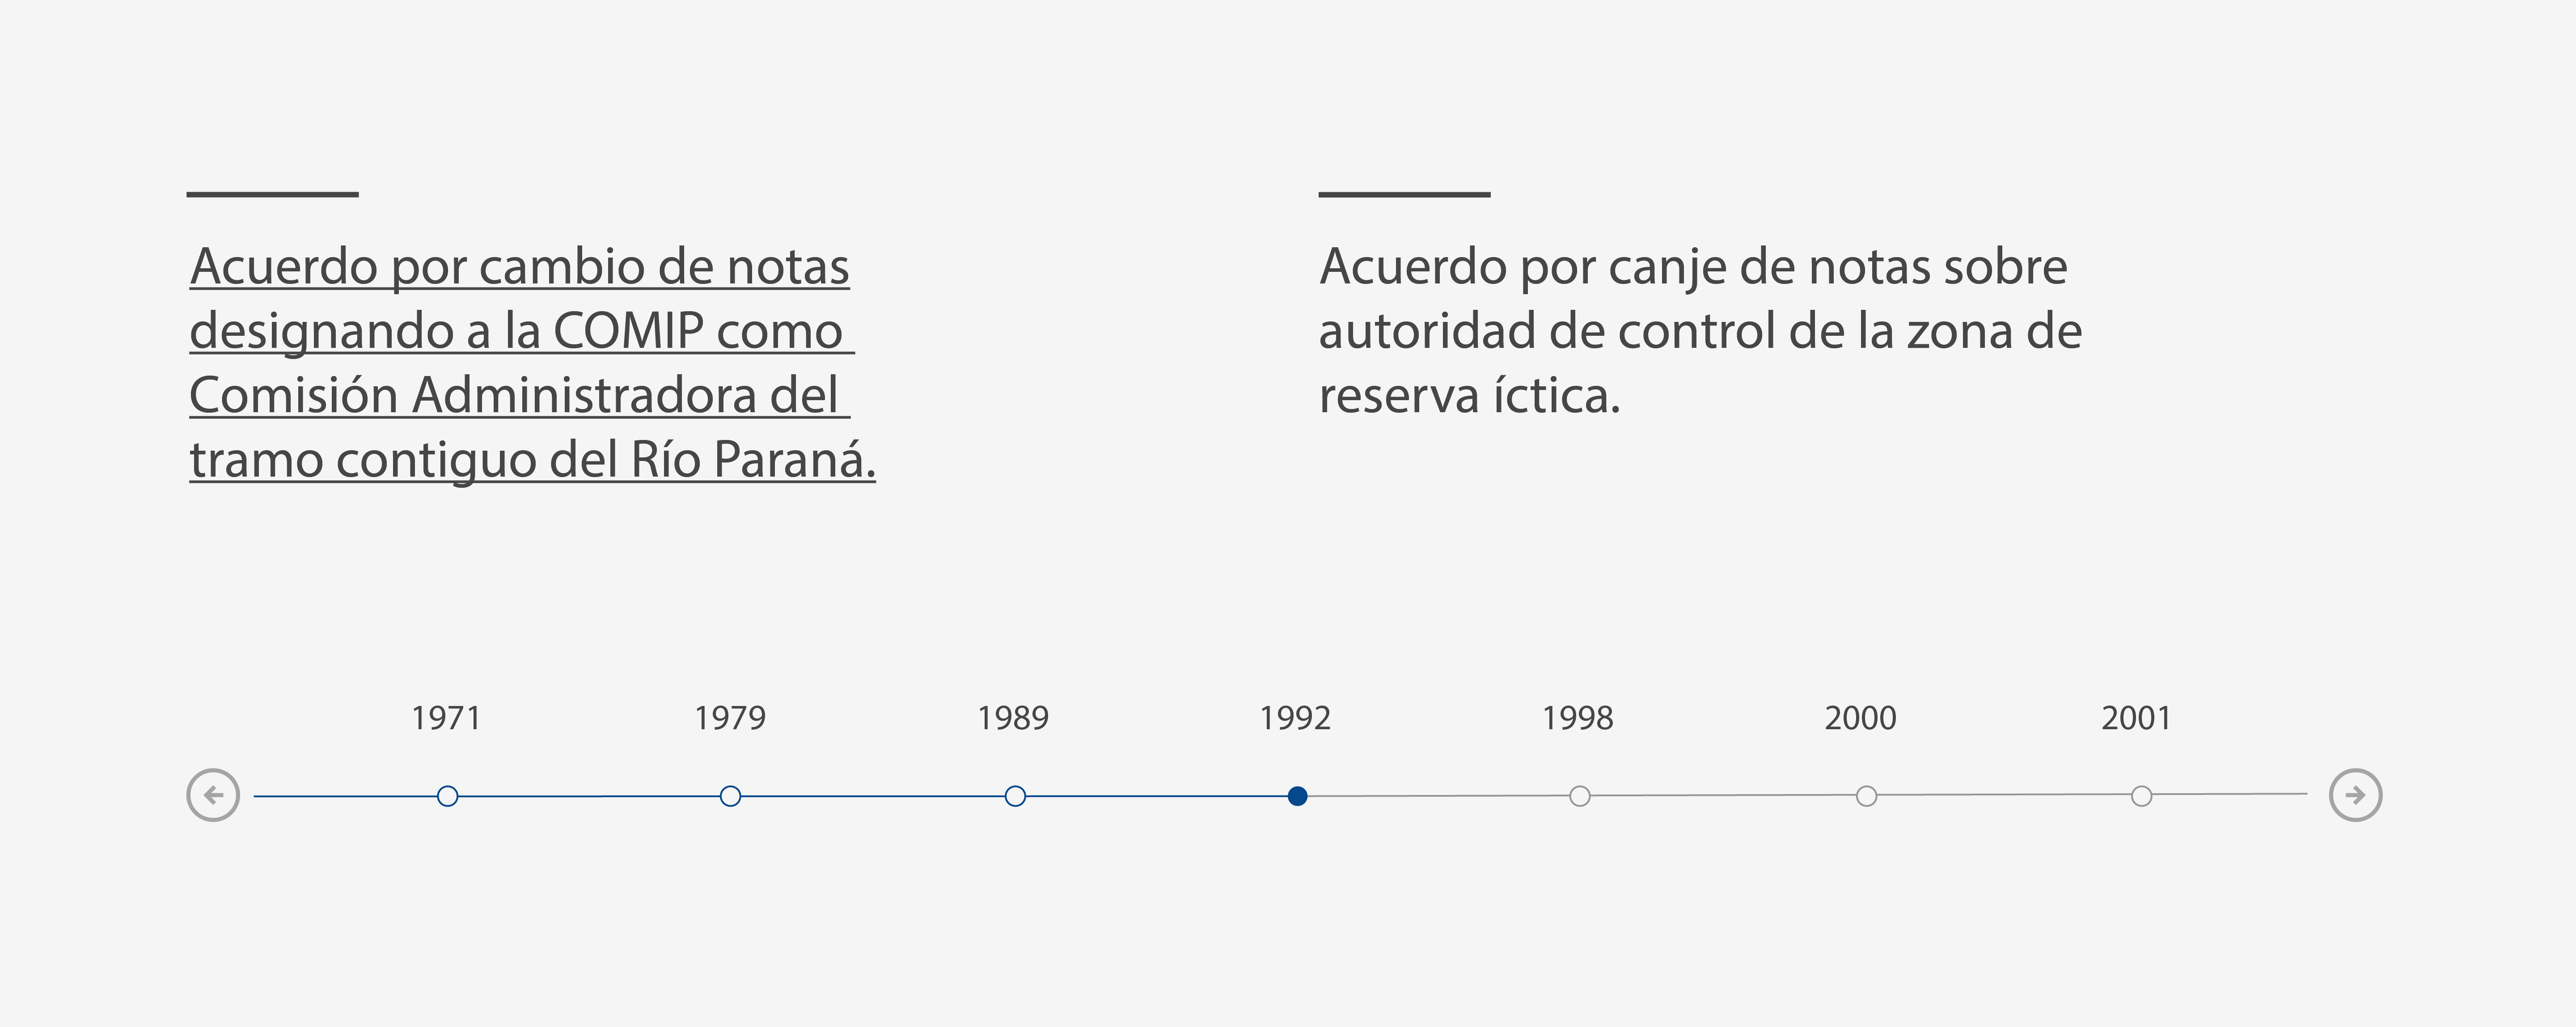 Acuerdo por cambio de notas
designando a la COMIP como
Comisión Administradora del
tramo contiguo del Río Paraná.
Acuerdo por canje de notas sobre
autoridad de control de la zona de
reserva íctica.
1971 1979 1989 1992 1998 2000 2001